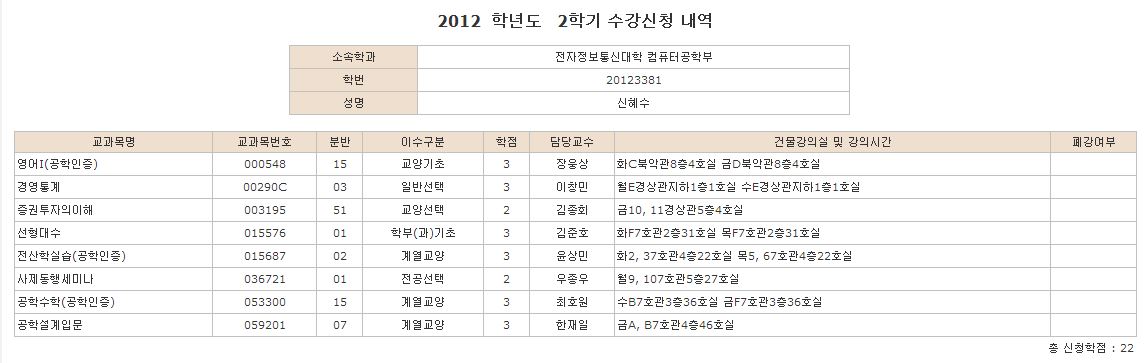 2012 학년도 2학기 수강신청 내역
소속학과 전자정보통신대학 컴퓨터공학부
학번 20123381
성명 신혜수
교과목명 교과목번호 분반 이수구분 학점 담당교수 건물강의실 및 강의시간 폐강여부
영어I(공학인증) 000548 15 교양기초 3 장웅상 화C북악관8층4호실 금D북악관8층4호실
경영통계 00290C 03 일반선택 3 이창민 월E경상관지하1층1호실 수E경상관지하1층1호실
증권투자의이해 003195 51 교양선택 2 김종회 금10, 11경상관5층4호실
선형대수 015576 01 학부(과)기초 3 김준호 화F7호관2층31호실 목F7호관2층31호실
전산학실습(공학인증) 015687 02 계열교양 3 윤상민 화2, 37호관4층22호실 목5, 67호관4층22호실
사제동행세미나 036721 01 전공선택 2 우종우 월9, 107호관5층27호실
공학수학(공학인증) 053300 15 계열교양 3 최호원 수B7호관3층36호실 금F7호관3층36호실
공학설계입문 059201 07 계열교양 3 한재일 금A, B7호관4층46호실
총 신청학점 : 22